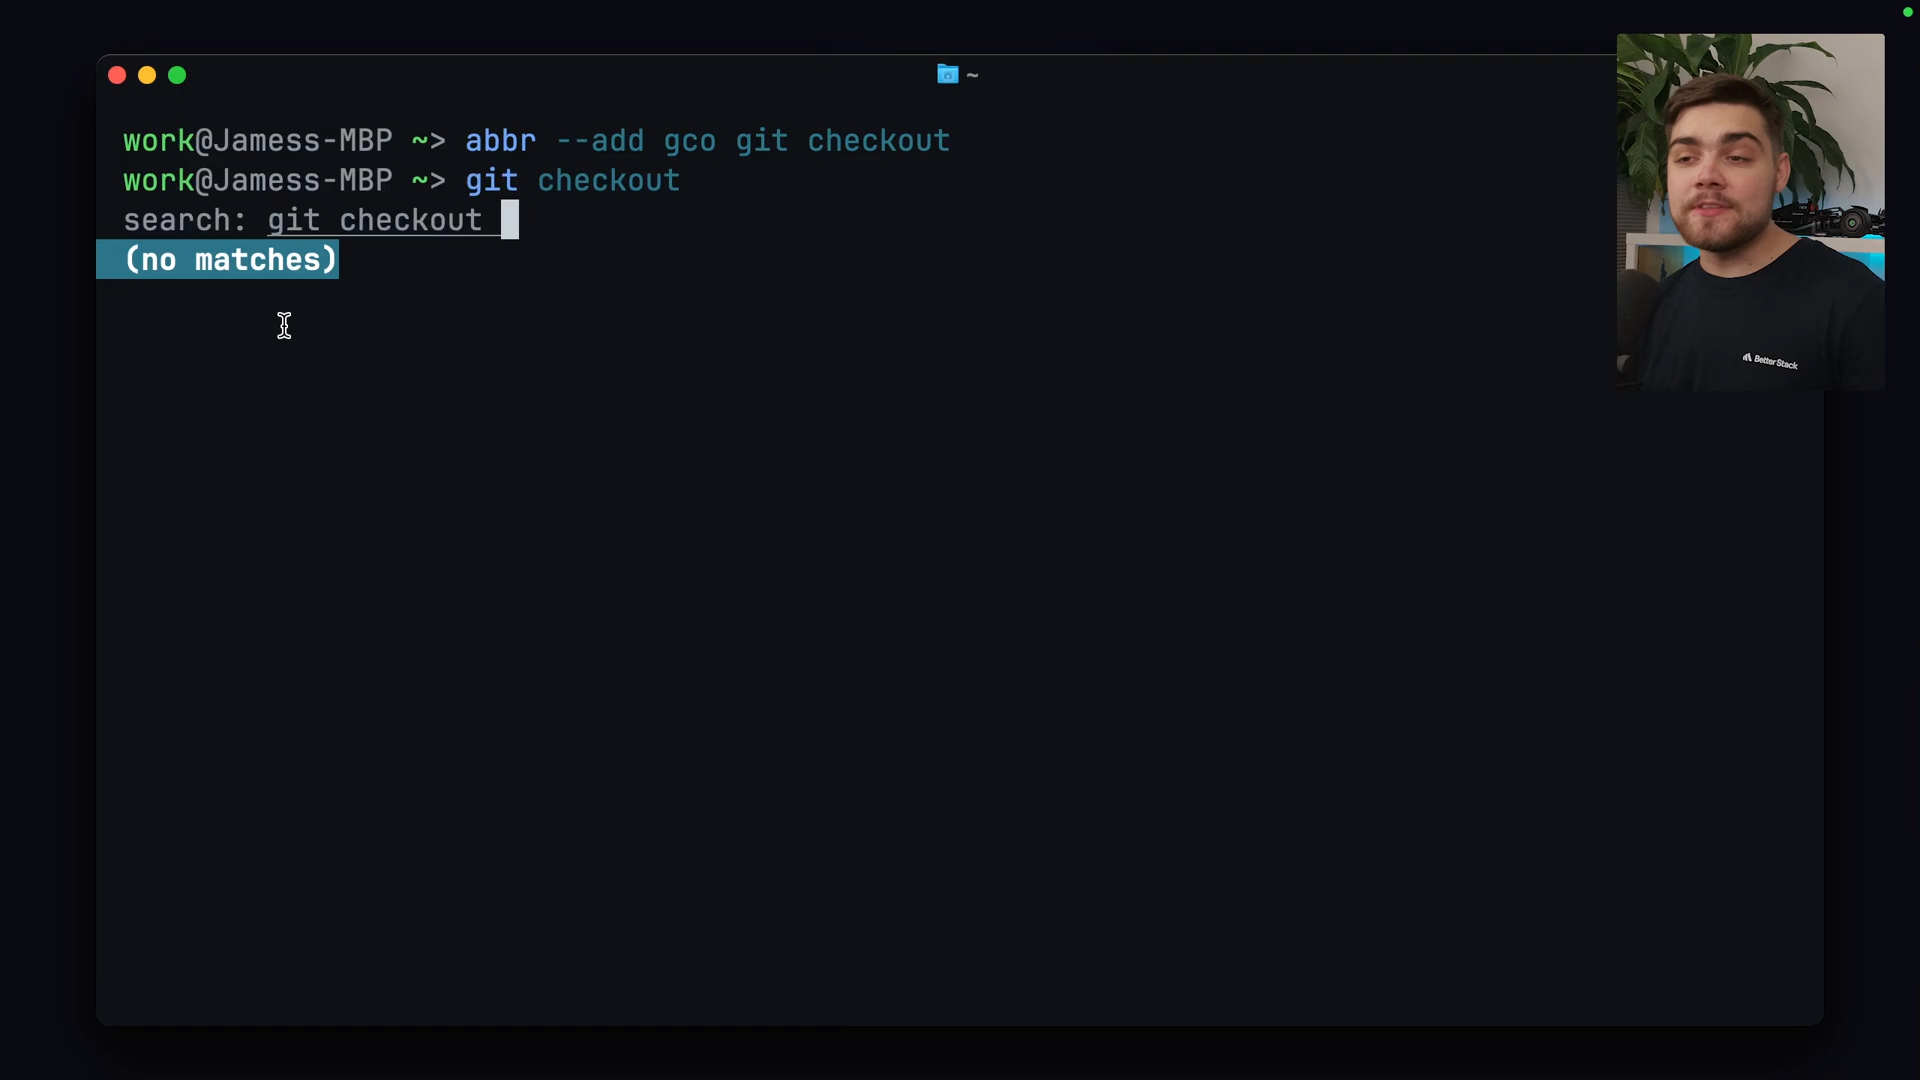 ~
work@Jamess-MBP ~> abbr --add gco git checkout
work@Jamess-MBP ~> git checkout
search: git checkout
(no matches)
Better Stack